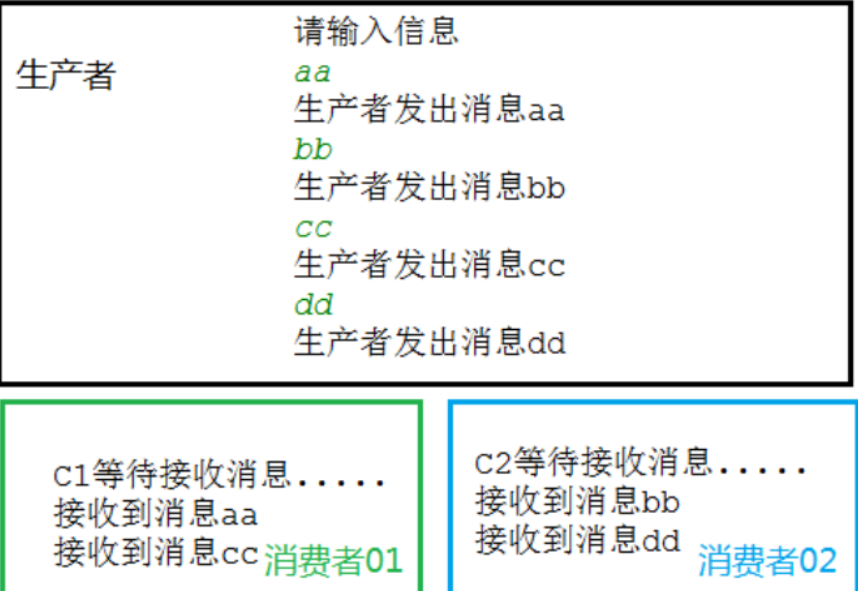 请输入信息
生产者
aa
生产者发出消息aa
bb
生产者发出消息bb
cc
生产者发出消息cc
dd
生产者发出消息dd
C1等待接收消息.....
接收到消息aa
接收到消息cc
消费者01
C2等待接收消息.....
接收到消息bb
接收到消息dd
消费者02